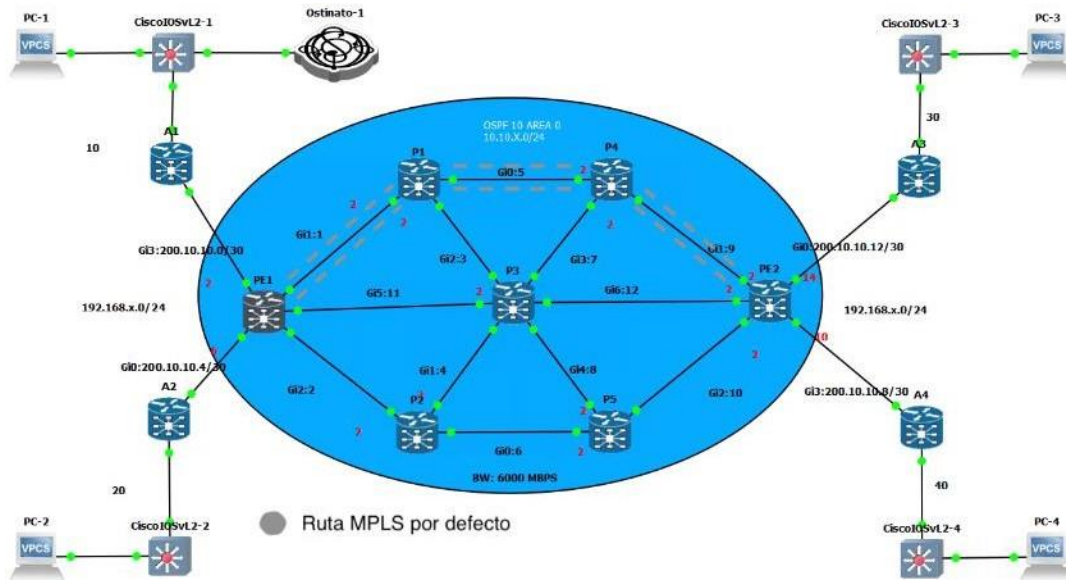 PC-1
CiscoIOSvL2-1
Ostinato-1
CiscoIOSvL2-3
PC-3
VPCS
VPCS
OSPF 10 AREA 0
10.10.X.0/24
A1
10
30
A3
P1
P4
Gi0:5
2
2
2
2
Gi1:1
Gi2:3
Gi3:7
Gi3:9
Gi3:200.10.10.0/30
Gi0:200.10.10.12/30
PE1
P3
PE2
2
Gi5:11
2
Gi6:12
2
2
14
192.168.x.0/24
192.168.x.0/24
10
Gi0:200.10.10.4/30
Gi1:4
Gi4:8
2
Gi2:2
Gi2:10
Gi3:200.10.10.8/30
A2
A4
P2
2
P5
2
Gi0:6
2
BW: 6000 MBPS
20
40
Ruta MPLS por defecto
PC-2
CiscoIOSvL2-2
CiscoIOSvL2-4
PC-4
VPCS
VPCS